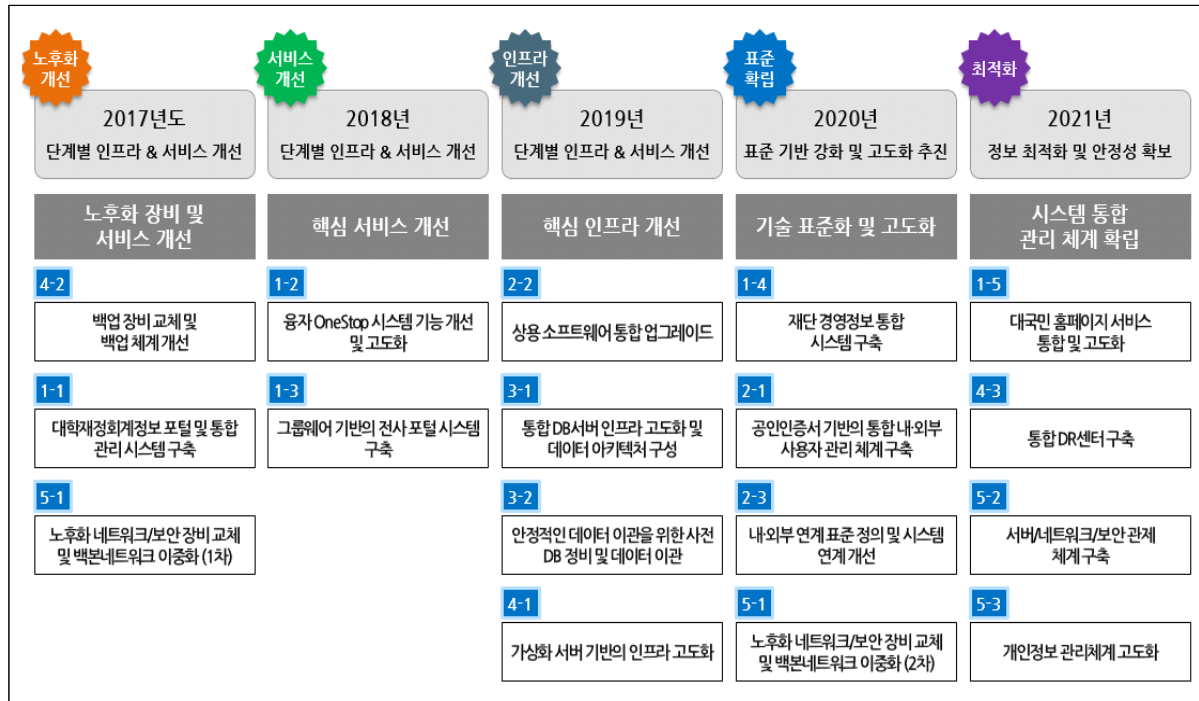 노후화
개선
2017년도
단계별 인프라 & 서비스 개선
서비스
개선
2018년
단계별 인프라 & 서비스 개선
인프라
개선
2019년
단계별 인프라 & 서비스 개선
표준
확립
2020년
표준 기반 강화 및 고도화 추진
최적화
2021년
정보 최적화 및 안정성 확보
노후화 장비 및
서비스 개선
핵심 서비스 개선
핵심 인프라 개선
기술 표준화 및 고도화
시스템 통합
관리 체계 확립
4-2
백업 장비 교체 및
백업 체계 개선
1-2
융자 OneStop 시스템 기능 개선
및 고도화
2-2
상용 소프트웨어 통합 업그레이드
1-4
재단 경영정보 통합
시스템 구축
1-5
대국민 홈페이지 서비스
통합 및 고도화
1-1
대학재정회계정보 포털 및 통합
관리 시스템 구축
1-3
그룹웨어 기반의 전사 포털 시스템
구축
3-1
통합 DB서버 인프라 고도화 및
데이터 아키텍처 구성
2-1
공인인증서 기반의 통합 내·외부
사용자 관리 체계 구축
4-3
통합 DR센터 구축
5-1
노후화 네트워크/보안 장비 교체
및 백본네트워크 이중화 (1차)
3-2
안정적인 데이터 이관을 위한 사전
DB 정비 및 데이터 이관
2-3
내·외부 연계 표준 정의 및 시스템
연계 개선
5-2
서버/네트워크/보안 관제
체계 구축
4-1
가상화 서버 기반의 인프라 고도화
5-1
노후화 네트워크/보안 장비 교체
및 백본네트워크 이중화 (2차)
5-3
개인정보 관리체계 고도화